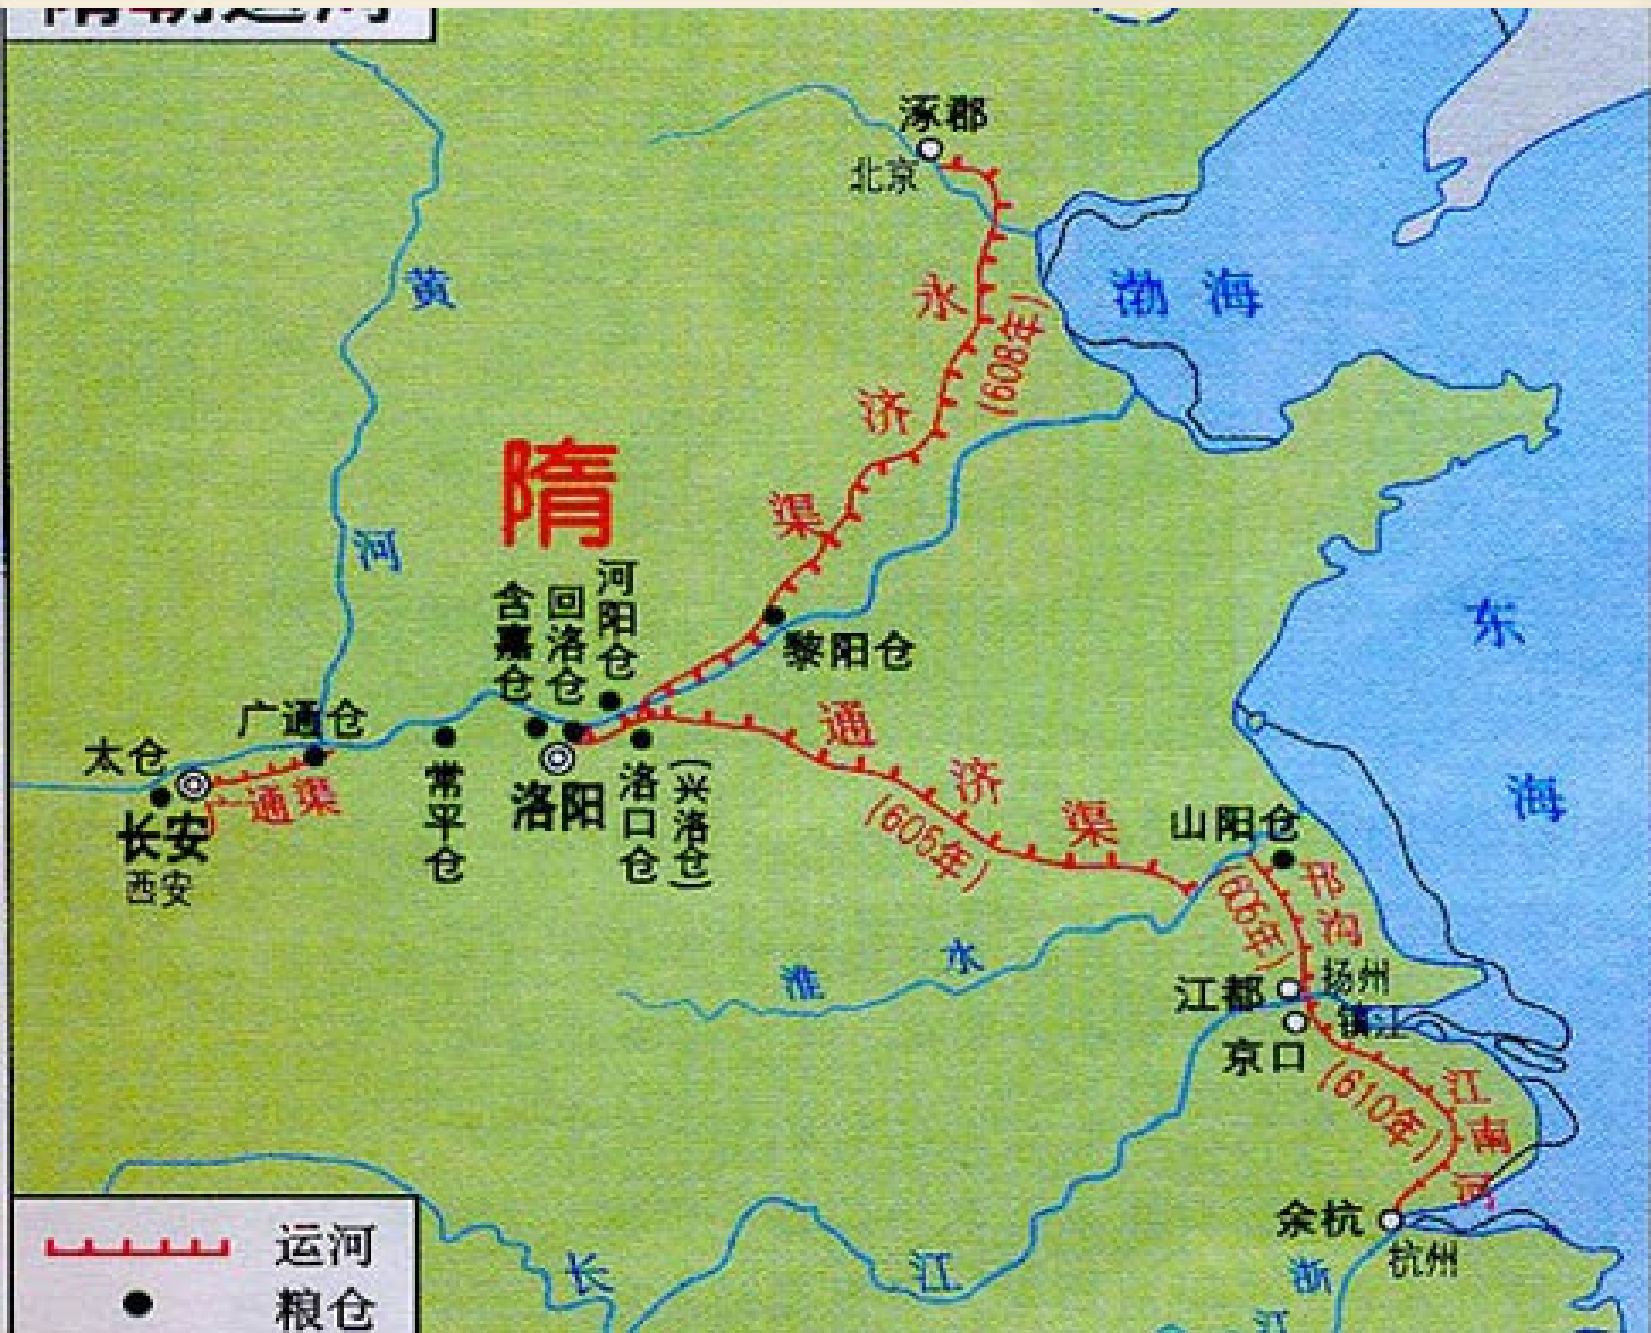 涿郡
北京
黄
渤海
永
(608年)
济
隋
渠
河
河阳仓
回洛仓
含嘉仓
东
黎阳仓
广通仓
通
太仓
济
海
常平仓
洛阳
洛口仓
(兴洛仓)
广通渠
渠
山阳仓
长安
(605年)
西安
邗沟
(606年)
淮水
扬州
江都
镇江
京口
(610年)
江南河
余杭
杭州
运河
长江
浙江
粮仓